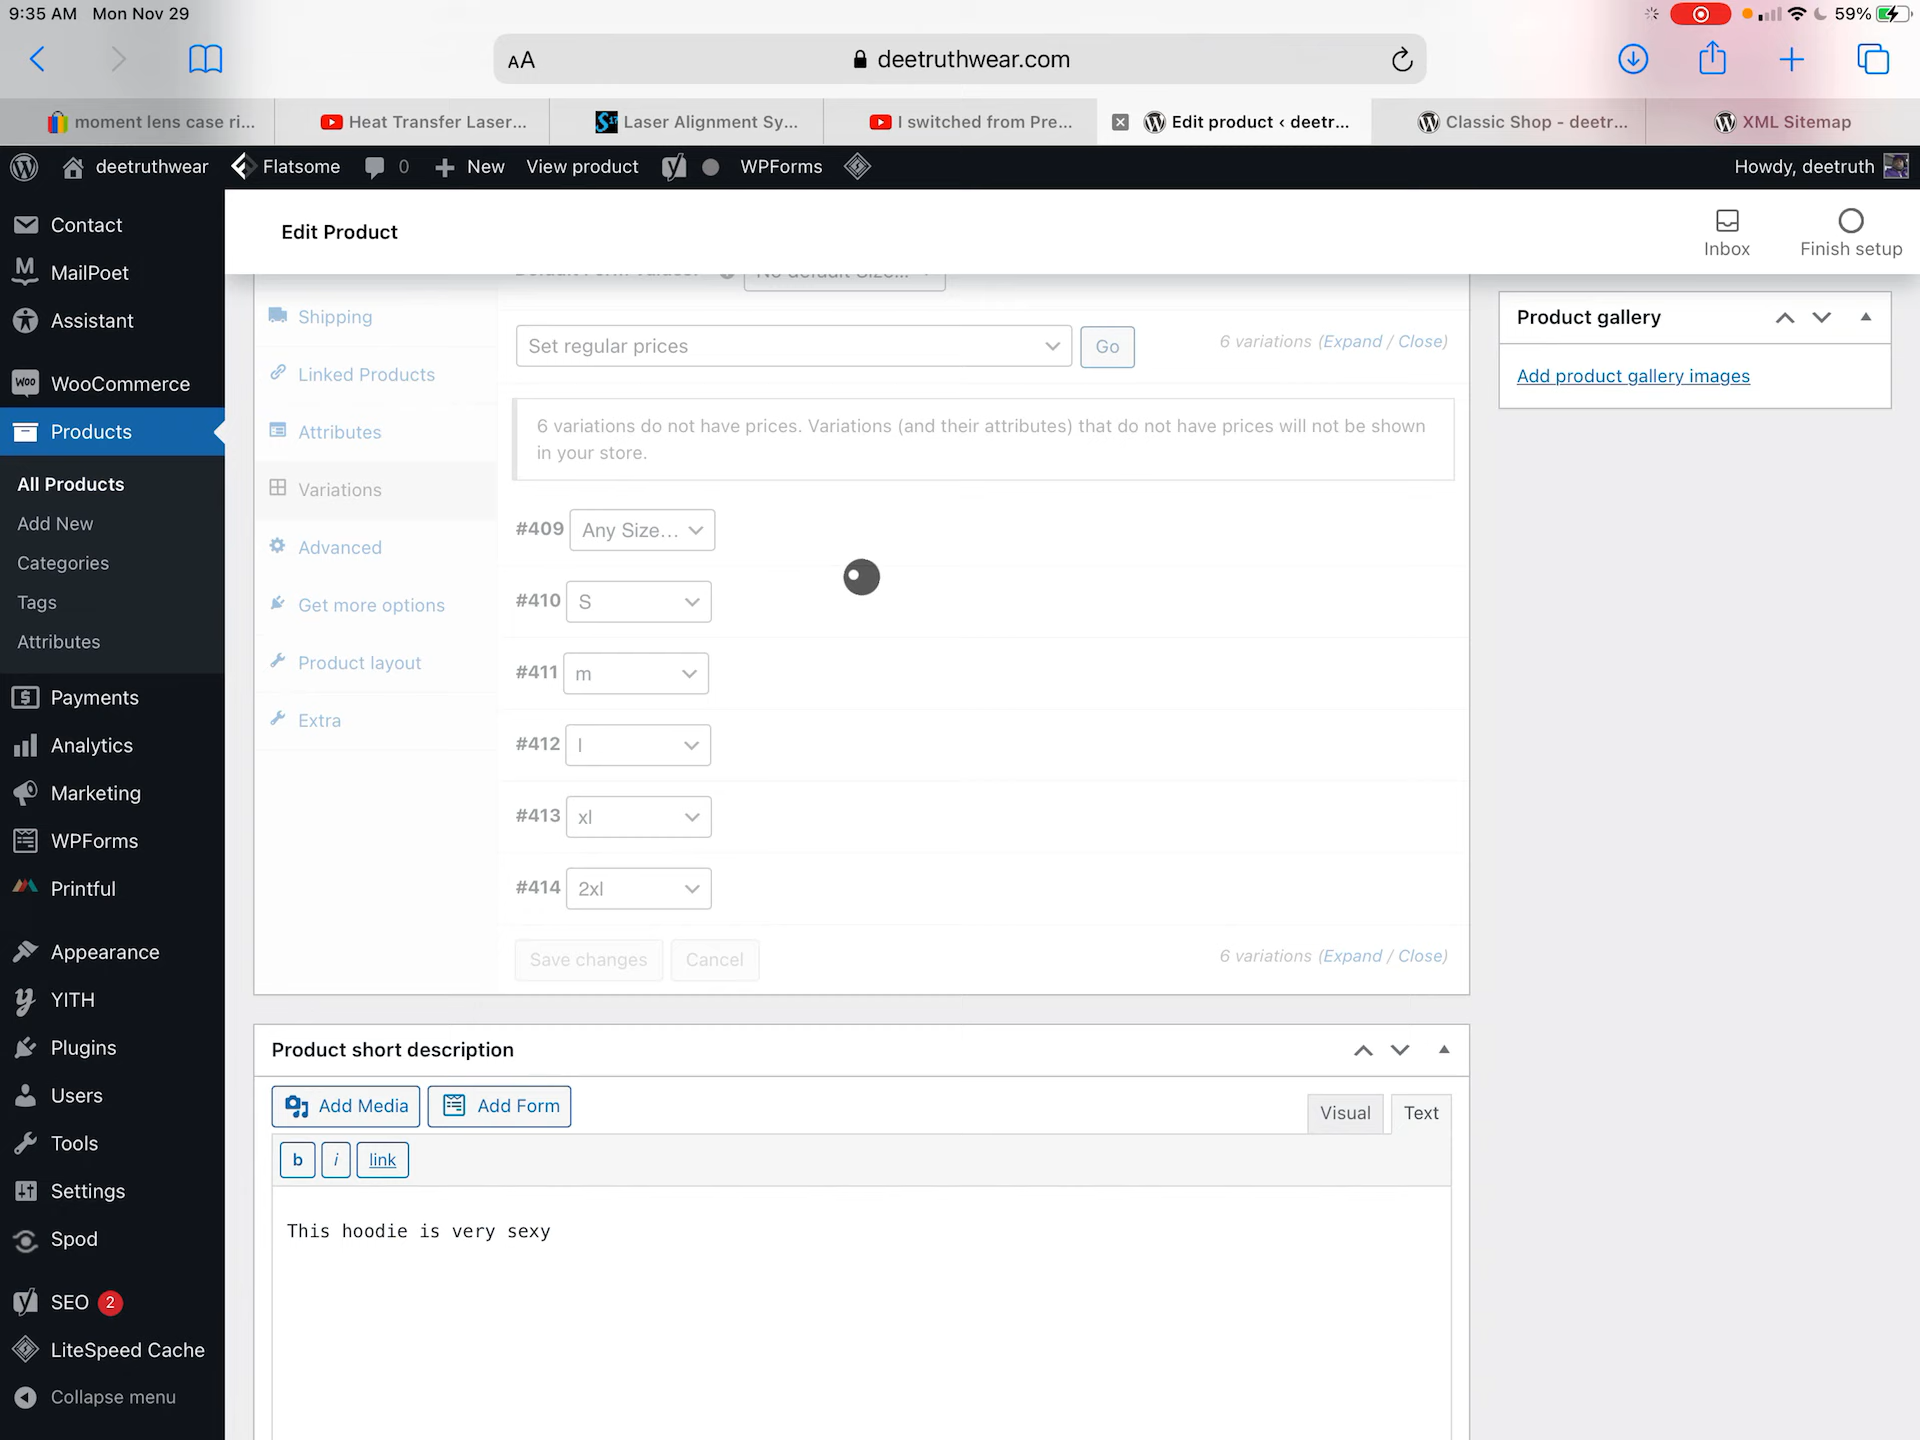 9:35 AM Mon Nov 29
59%
AA
deetruthwear.com
moment lens case ri...
Heat Transfer Laser...
Laser Alignment Sy...
I switched from Pre...
Edit product ‹ deetr...
Classic Shop - deetr...
XML Sitemap
deetruthwear
Flatsome
0
New
View product
WPForms
Howdy, deetruth
Contact
MailPoet
Assistant
WooCommerce
Products
All Products
Add New
Categories
Tags
Attributes
Payments
Analytics
Marketing
WPForms
Printful
Appearance
YITH
Plugins
Users
Tools
Settings
Spod
SEO 2
LiteSpeed Cache
Collapse menu
Edit Product
Inbox
Finish setup
Default Form Values:
No default Size...
Shipping
Linked Products
Attributes
Variations
Advanced
Get more options
Product layout
Extra
Set regular prices
Go
6 variations (Expand / Close)
6 variations do not have prices. Variations (and their attributes) that do not have prices will not be shown
in your store.
#409 Any Size...
#410 S
#411 m
#412 l
#413 xl
#414 2xl
Save changes
Cancel
6 variations (Expand / Close)
Product gallery
Add product gallery images
Product short description
Add Media
Add Form
Visual
Text
b
i
link
This hoodie is very sexy